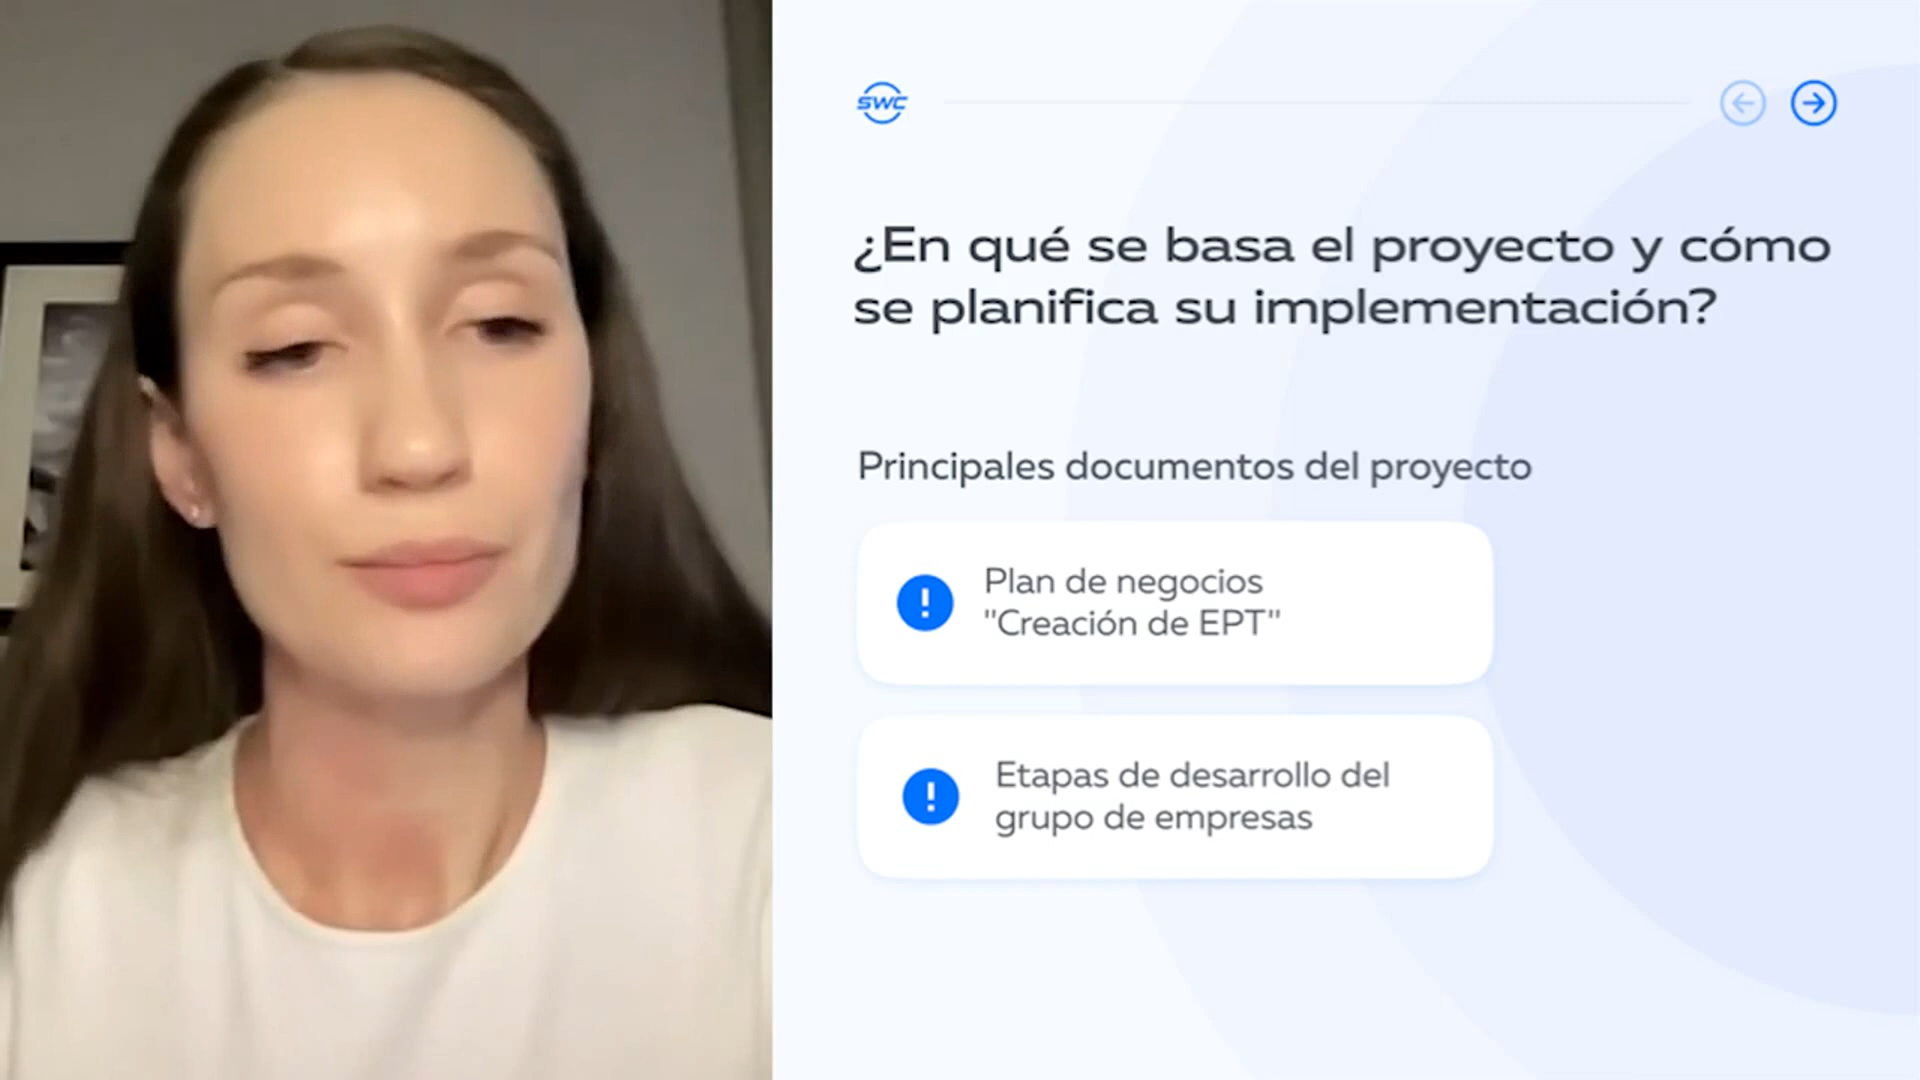 SWC
¿En qué se basa el proyecto y cómo
se planifica su implementación?
Principales documentos del proyecto
Plan de negocios
"Creación de EPT"
Etapas de desarrollo del
grupo de empresas